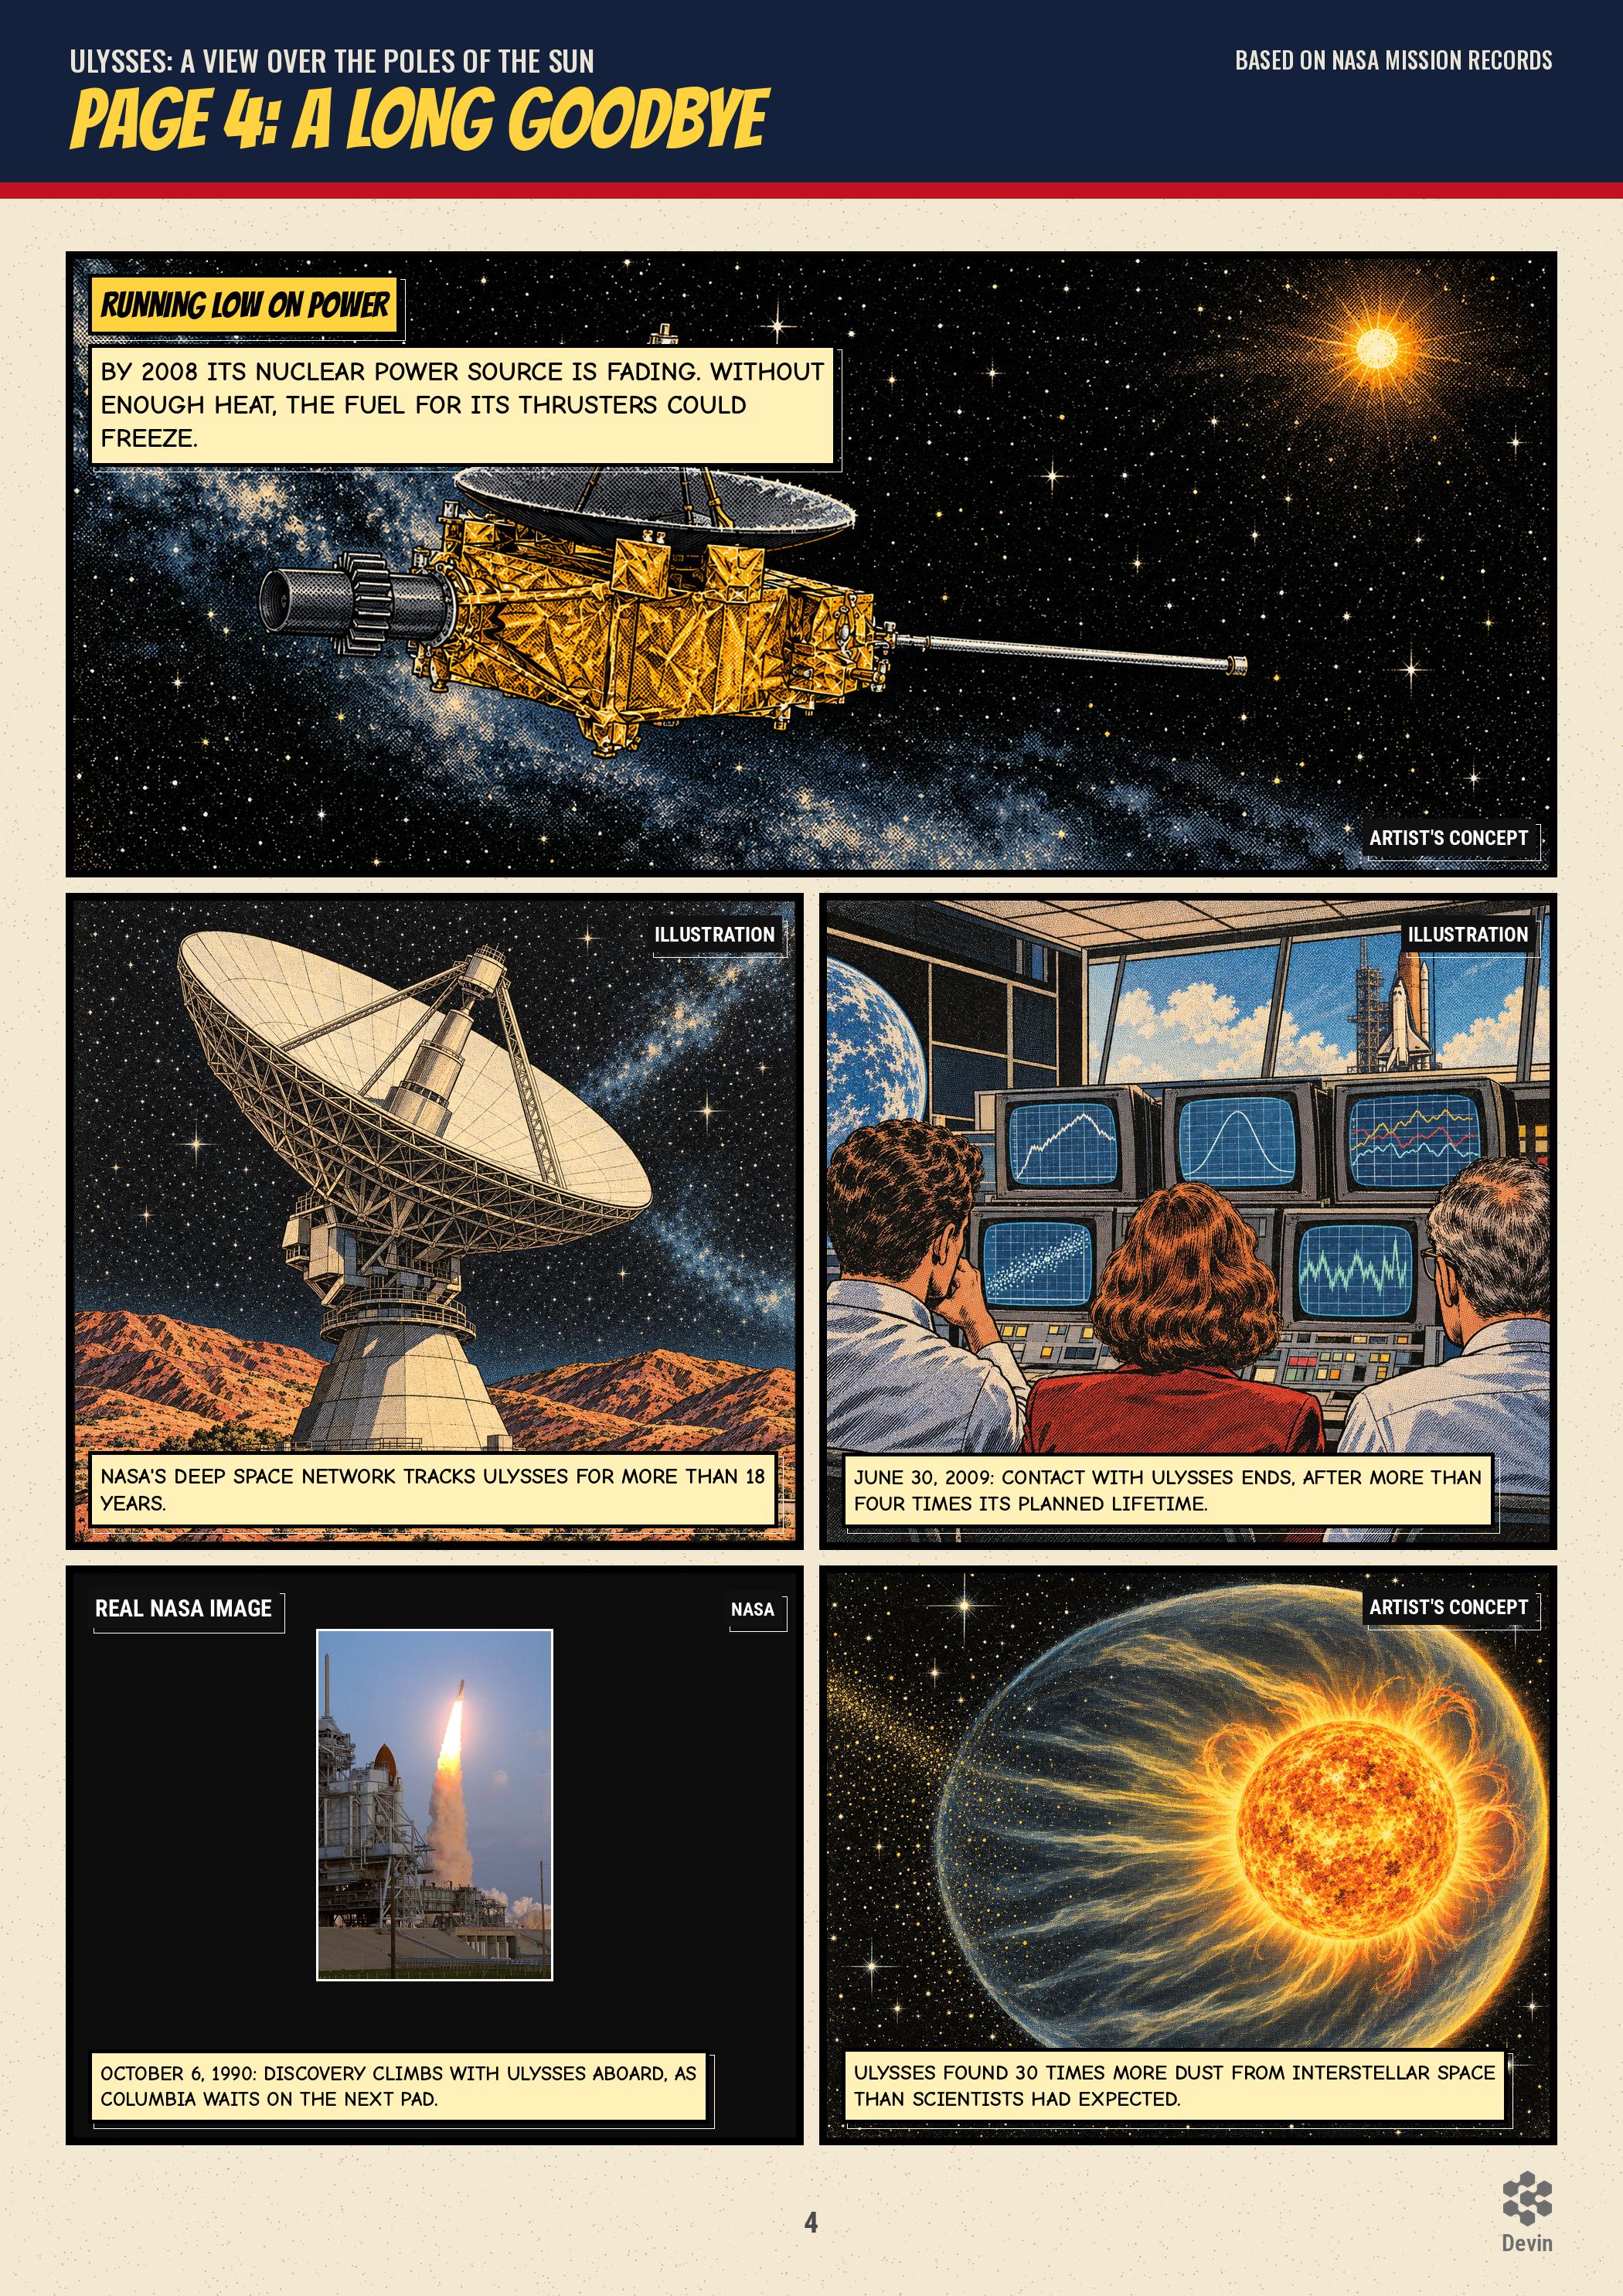 ULYSSES: A VIEW OVER THE POLES OF THE SUN
BASED ON NASA MISSION RECORDS
PAGE 4: A LONG GOODBYE
RUNNING LOW ON POWER
BY 2008 ITS NUCLEAR POWER SOURCE IS FADING. WITHOUT
ENOUGH HEAT, THE FUEL FOR ITS THRUSTERS COULD
FREEZE.
ARTIST'S CONCEPT
ILLUSTRATION
NASA'S DEEP SPACE NETWORK TRACKS ULYSSES FOR MORE THAN 18
YEARS.
ILLUSTRATION
JUNE 30, 2009: CONTACT WITH ULYSSES ENDS, AFTER MORE THAN
FOUR TIMES ITS PLANNED LIFETIME.
REAL NASA IMAGE
NASA
OCTOBER 6, 1990: DISCOVERY CLIMBS WITH ULYSSES ABOARD, AS
COLUMBIA WAITS ON THE NEXT PAD.
ARTIST'S CONCEPT
ULYSSES FOUND 30 TIMES MORE DUST FROM INTERSTELLAR SPACE
THAN SCIENTISTS HAD EXPECTED.
4
Devin